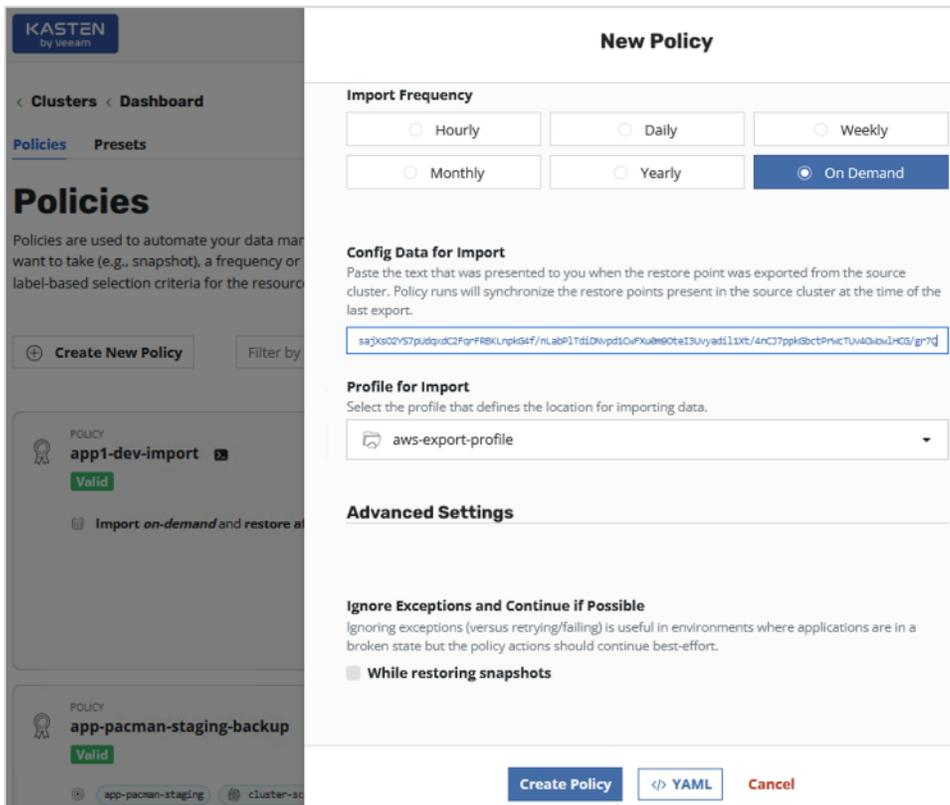 KASTEN
by Veeam
New Policy
< Clusters < Dashboard
Policies Presets
Policies
Policies are used to automate your data mar
want to take (e.g., snapshot), a frequency or
label-based selection criteria for the resourc
Create New Policy
Filter by
POLICY
app1-dev-import
Valid
Import on-demand and restore af
POLICY
app-pacman-staging-backup
Valid
app-pacman-staging
cluster-sc
Import Frequency
Hourly
Daily
Weekly
Monthly
Yearly
On Demand
Config Data for Import
Paste the text that was presented to you when the restore point was exported from the source
cluster. Policy runs will synchronize the restore points present in the source cluster at the time of the
last export.
Profile for Import
Select the profile that defines the location for importing data.
aws-export-profile
Advanced Settings
Ignore Exceptions and Continue if Possible
Ignoring exceptions (versus retrying/failing) is useful in environments where applications are in a
broken state but the policy actions should continue best-effort.
While restoring snapshots
Create Policy
</> YAML
Cancel